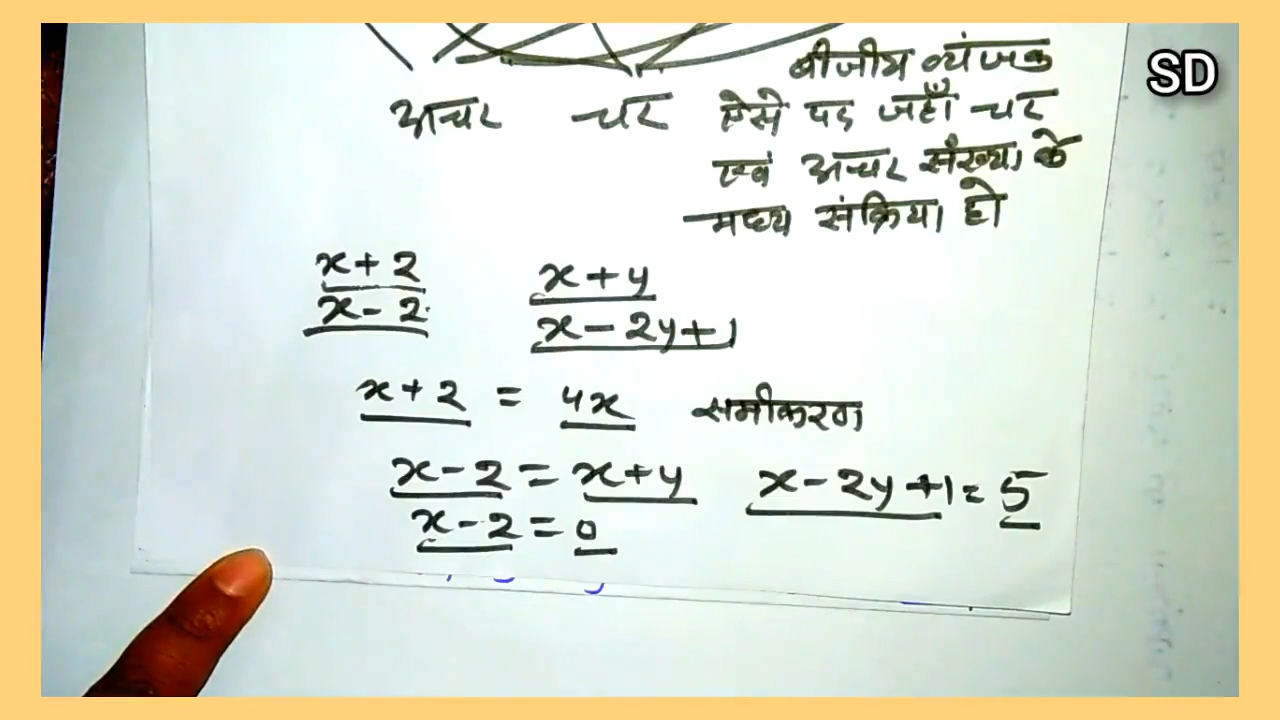 SD
बीजीय व्यंजक
अचर चर ऐसे पद जहाँ चर
एवं अचर संख्या के
मध्य संक्रिया हो
x+2 x+y
x-2 x-2y+1
x+2 = 4x समीकरण
x-2 = x+y x-2y+1=5
x-2=0